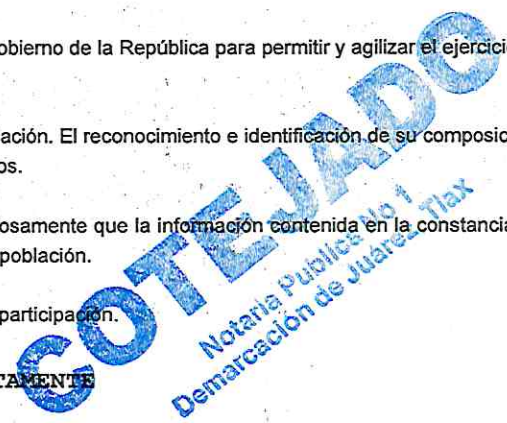 obierno de la República para permitir y agilizar el ejercicio
ación. El reconocimiento e identificación de su composic
os.
osamente que la información contenida en la constancia
población.
participación.
TAMENTE
COTEJADO
Notaria Publica No 1
Demarcación de Juárez Tlax